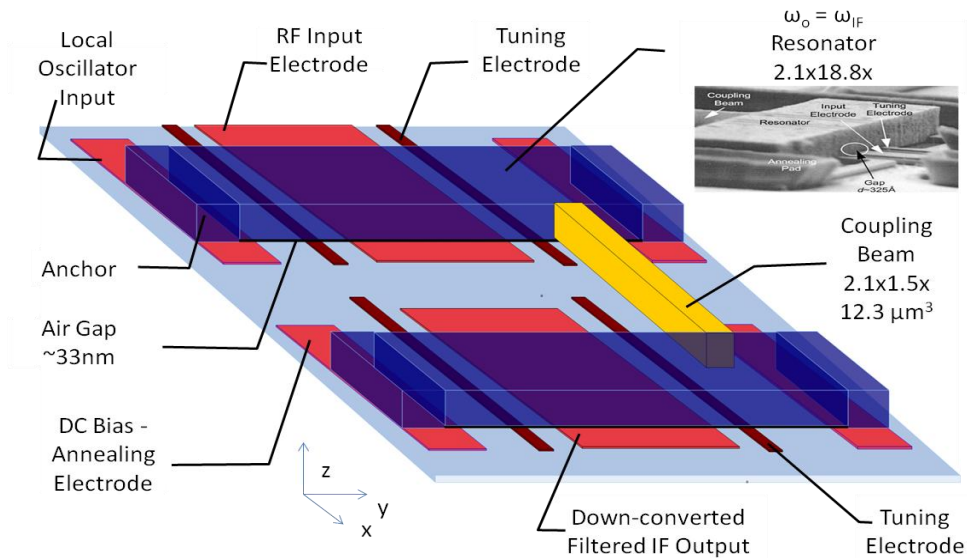 Local
Oscillator
Input
RF Input
Electrode
Tuning
Electrode
ω₀ = ω_IF
Resonator
2.1x18.8x
Coupling
Beam
Input
Electrode
Tuning
Electrode
Resonator
Annealing
Pad
Gap
d~325Å
Anchor
Air Gap
~33nm
Coupling
Beam
2.1x1.5x
12.3 μm³
DC Bias -
Annealing
Electrode
z
y
x
Down-converted
Filtered IF Output
Tuning
Electrode